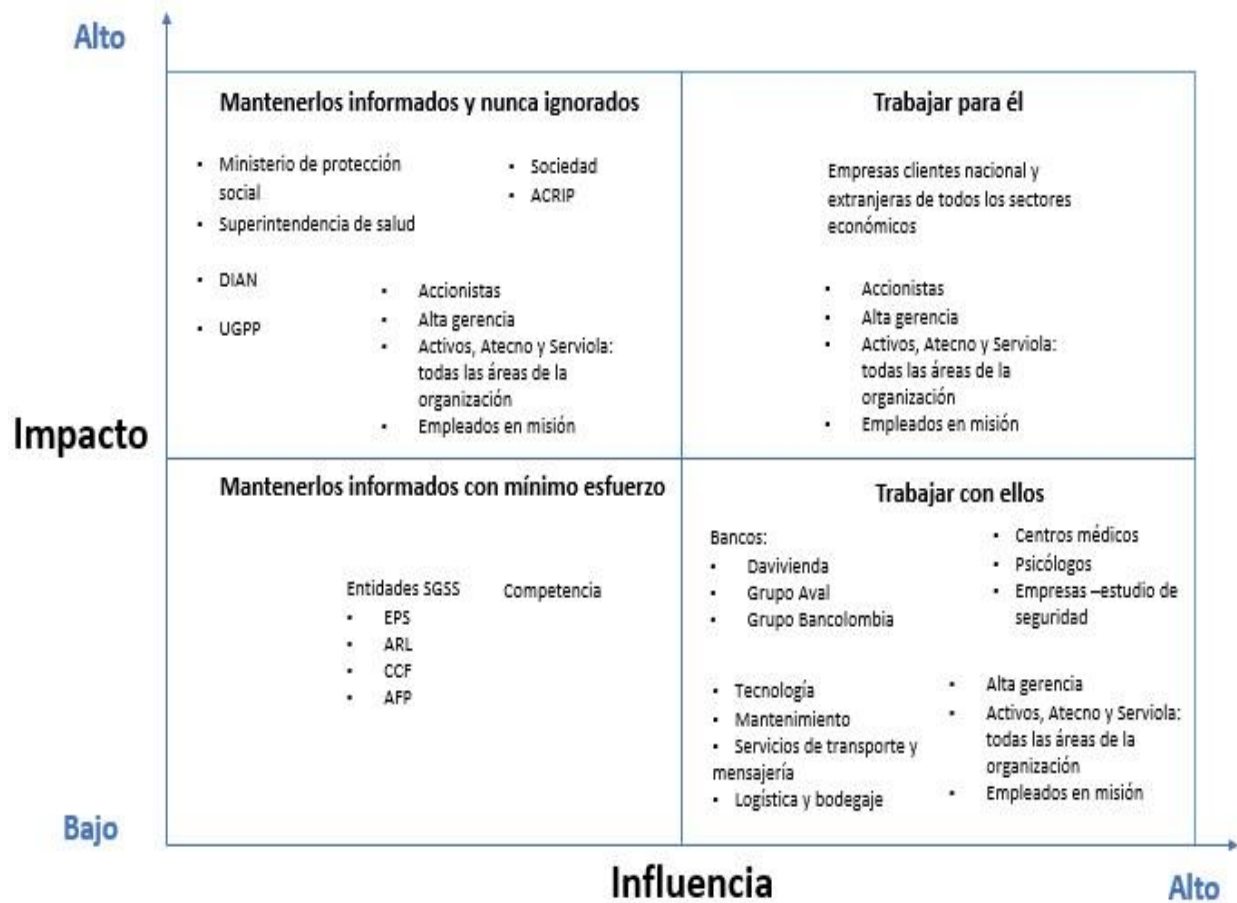 Alto
Mantenerlos informados y nunca ignorados
▪ Ministerio de protección
social
▪ Superintendencia de salud
▪ DIAN
▪ UGPP
▪ Sociedad
▪ ACRIP
▪ Accionistas
▪ Alta gerencia
▪ Activos, Atecno y Serviola:
todas las áreas de la
organización
▪ Empleados en misión
Trabajar para él
Empresas clientes nacional y
extranjeras de todos los sectores
económicos
▪ Accionistas
▪ Alta gerencia
▪ Activos, Atecno y Serviola:
todas las áreas de la
organización
▪ Empleados en misión
Impacto
Mantenerlos informados con mínimo esfuerzo
Entidades SGSS
▪ EPS
▪ ARL
▪ CCF
▪ AFP
Competencia
Trabajar con ellos
Bancos:
▪ Davivienda
▪ Grupo Aval
▪ Grupo Bancolombia
▪ Centros médicos
▪ Psicólogos
▪ Empresas –estudio de
seguridad
▪ Tecnología
▪ Mantenimiento
▪ Servicios de transporte y
mensajería
▪ Logística y bodegaje
▪ Alta gerencia
▪ Activos, Atecno y Serviola:
todas las áreas de la
organización
▪ Empleados en misión
Bajo
Influencia
Alto